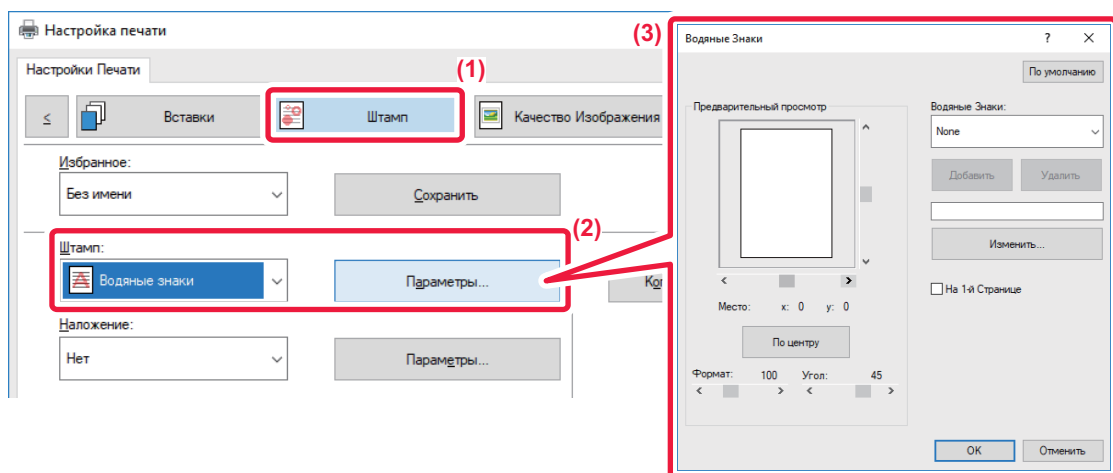 Настройка печати
Настройки Печати
(1)
≤
Вставки
Штамп
Качество Изображения
Избранное:
Без имени
Сохранить
(2)
Штамп:
Водяные знаки
Параметры...
Наложение:
Нет
Параметры...
(3)
Водяные Знаки
?
По умолчанию
Предварительный просмотр
Водяные Знаки:
None
Добавить
Удалить
Изменить...
На 1-й Странице
Место: x: 0 y: 0
По центру
Формат: 100 Угол: 45
OK
Отменить